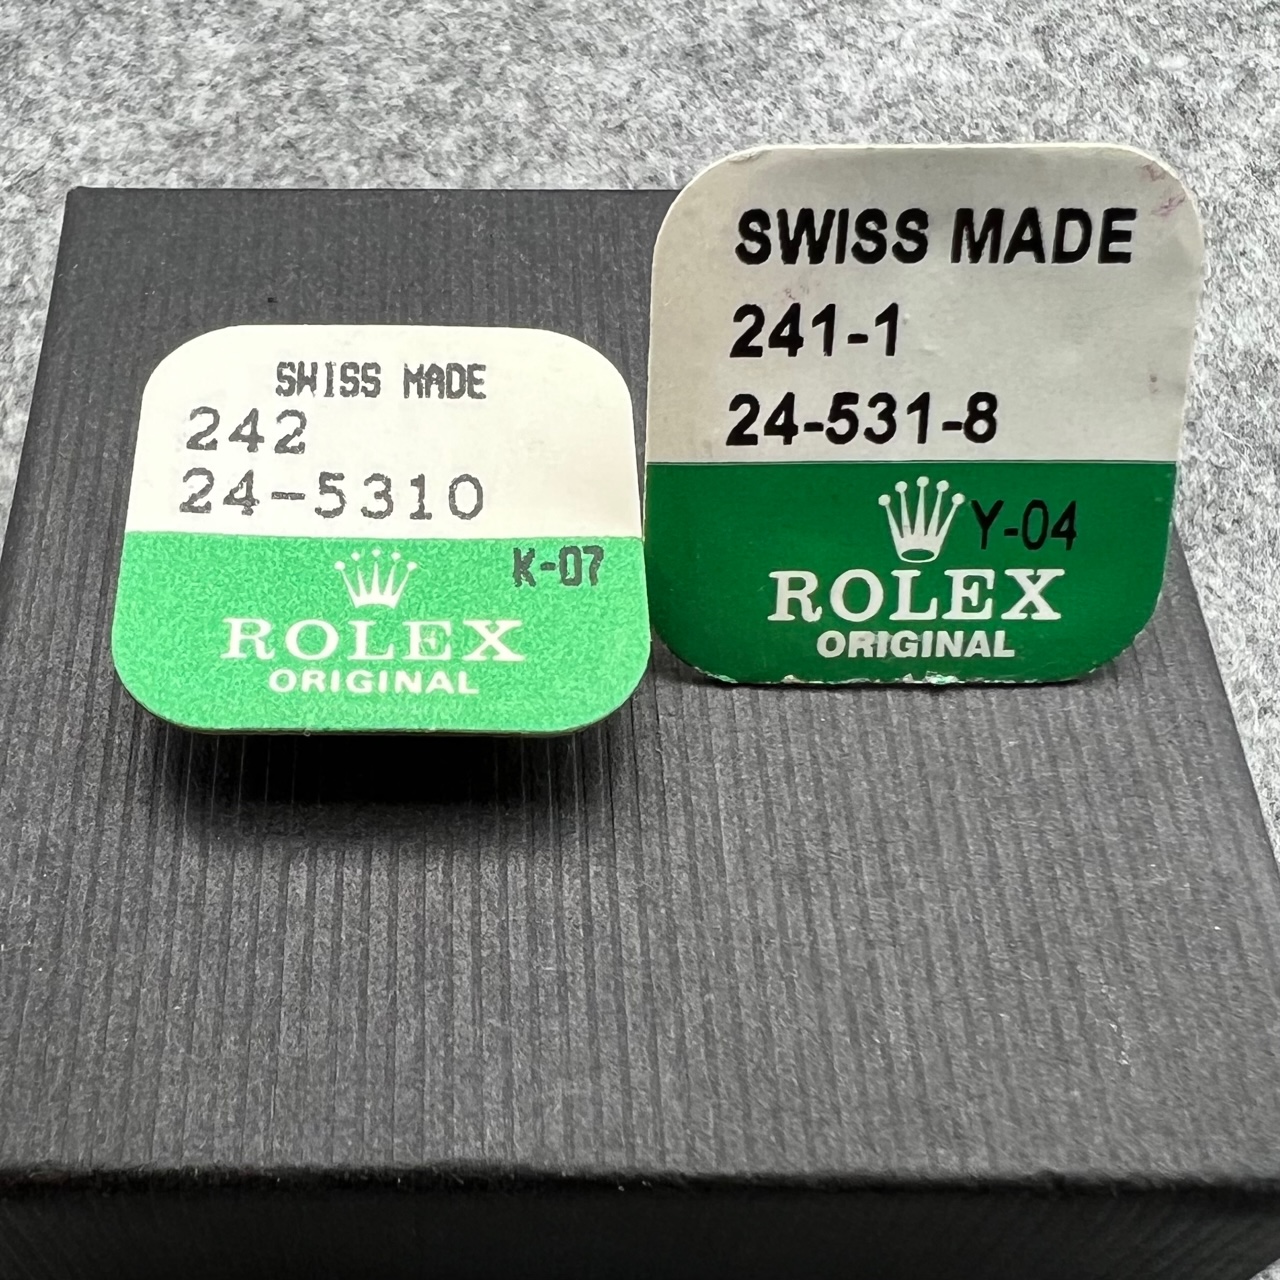 SWISS MADE
242
24-5310
K-07
ROLEX
ORIGINAL
SWISS MADE
241-1
24-531-8
Y-04
ROLEX
ORIGINAL